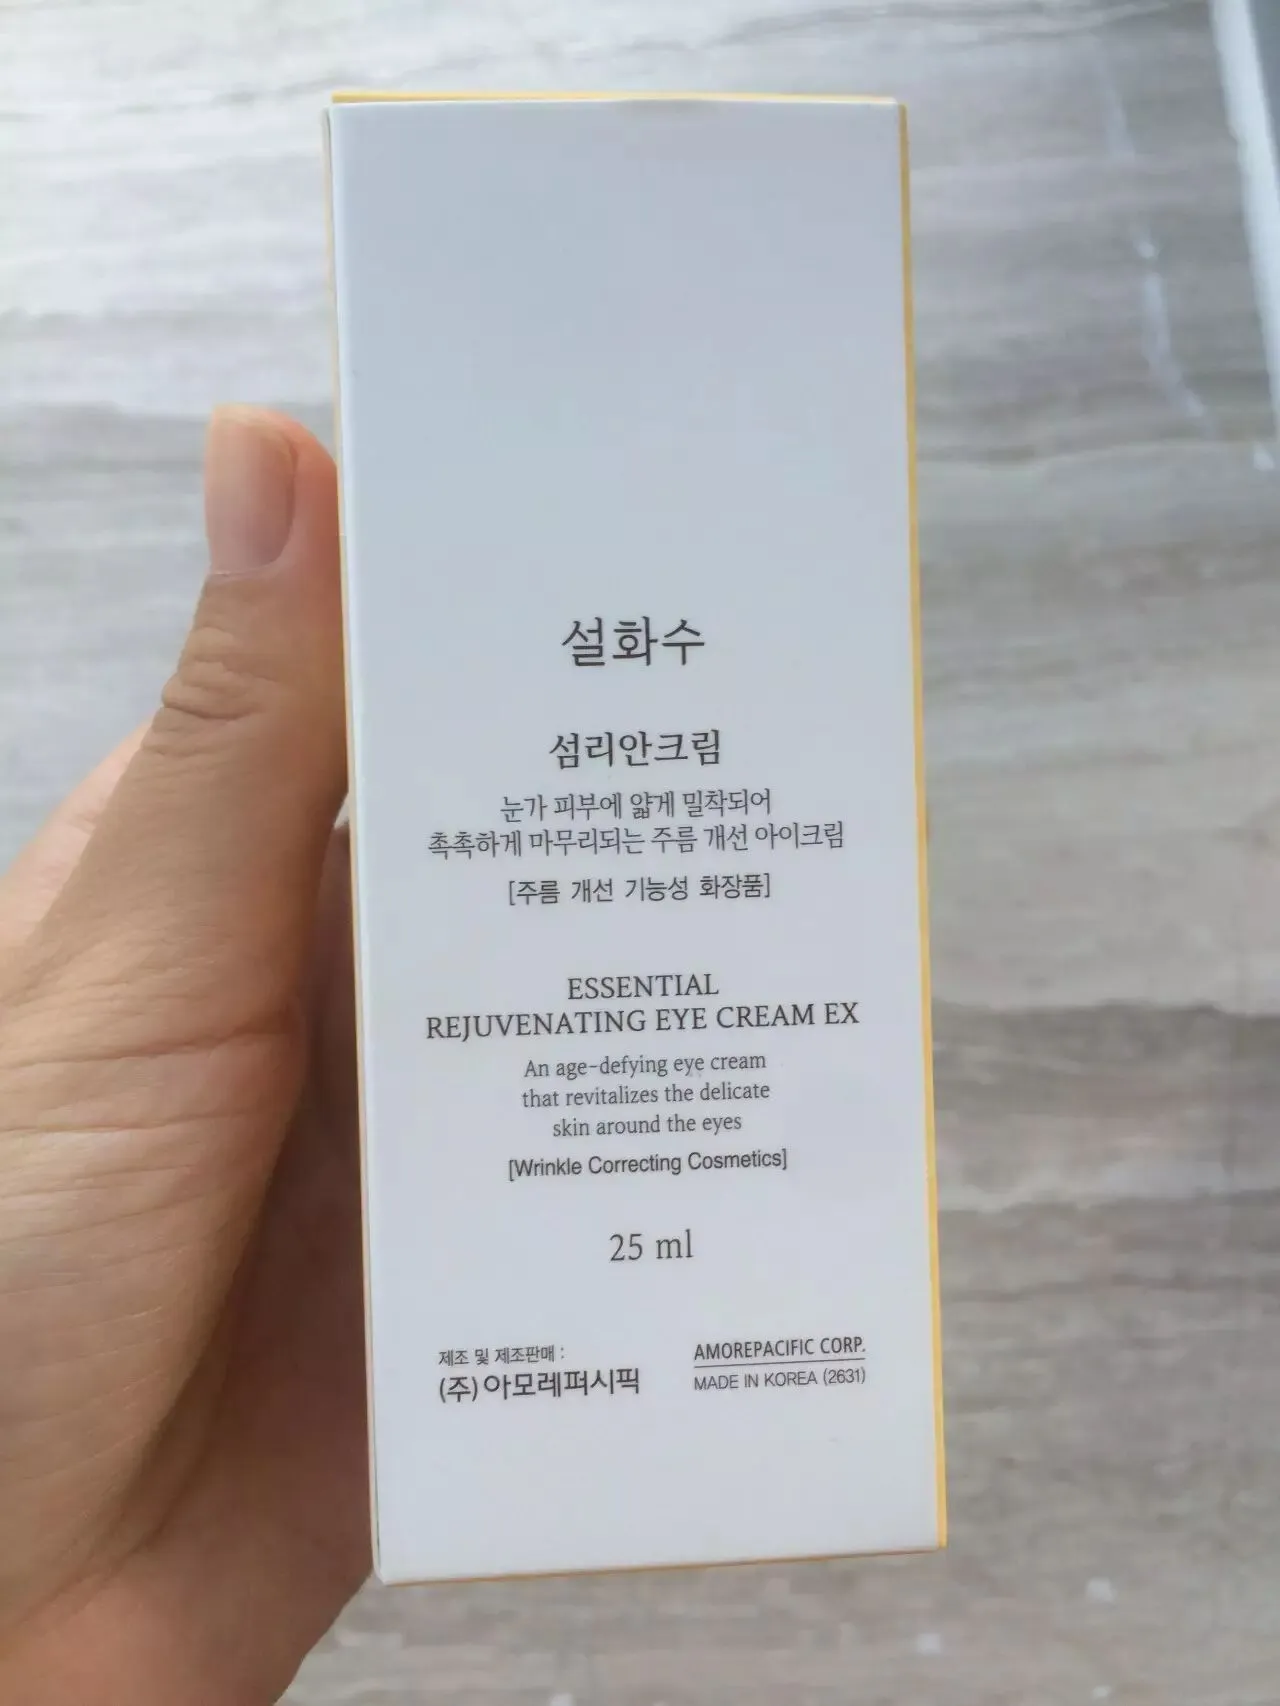 설화수
섬리안크림
눈가 피부에 얇게 밀착되어
촉촉하게 마무리되는 주름 개선 아이크림
[주름 개선 기능성 화장품]
ESSENTIAL
REJUVENATING EYE CREAM EX
An age-defying eye cream
that revitalizes the delicate
skin around the eyes
[Wrinkle Correcting Cosmetics]
25 ml
제조 및 제조판매 :
(주)아모레퍼시픽
AMOREPACIFIC CORP.
MADE IN KOREA (2631)